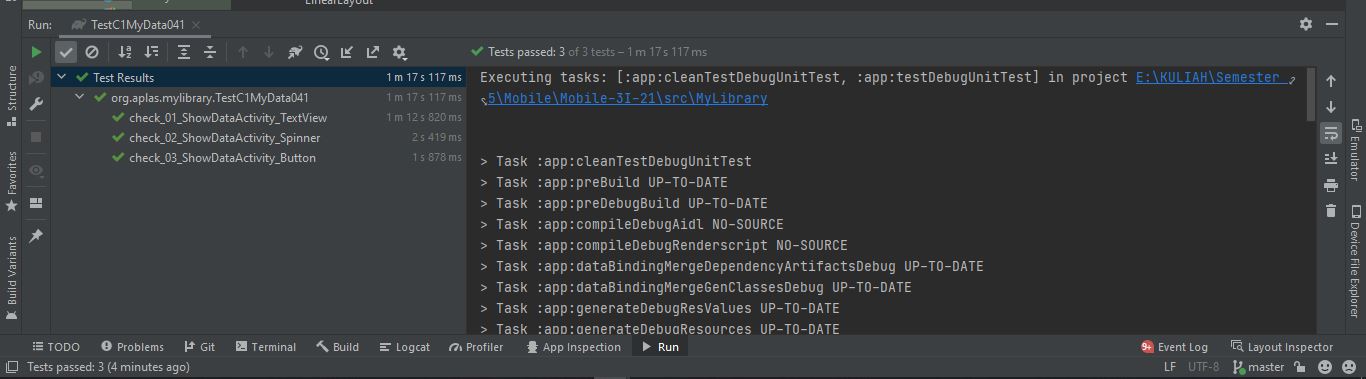 LinearLayout
Run: TestC1MyData041
Tests passed: 3 of 3 tests – 1 m 17 s 117 ms
Test Results 1 m 17 s 117 ms
org.aplas.mylibrary.TestC1MyData041 1 m 17 s 117 ms
check_01_ShowDataActivity_TextView 1 m 12 s 820 ms
check_02_ShowDataActivity_Spinner 2 s 419 ms
check_03_ShowDataActivity_Button 1 s 878 ms
Executing tasks: [:app:cleanTestDebugUnitTest, :app:testDebugUnitTest] in project E:\KULIAH\Semester
5\Mobile\Mobile-3I-21\src\MyLibrary
> Task :app:cleanTestDebugUnitTest
> Task :app:preBuild UP-TO-DATE
> Task :app:preDebugBuild UP-TO-DATE
> Task :app:compileDebugAidl NO-SOURCE
> Task :app:compileDebugRenderscript NO-SOURCE
> Task :app:dataBindingMergeDependencyArtifactsDebug UP-TO-DATE
> Task :app:dataBindingMergeGenClassesDebug UP-TO-DATE
> Task :app:generateDebugResValues UP-TO-DATE
> Task :app:generateDebugResources UP-TO-DATE
Structure
Favorites
Build Variants
Emulator
Device File Explorer
TODO Problems Git Terminal Build Logcat Profiler App Inspection Run 9+ Event Log Layout Inspector
Tests passed: 3 (4 minutes ago) LF UTF-8 master